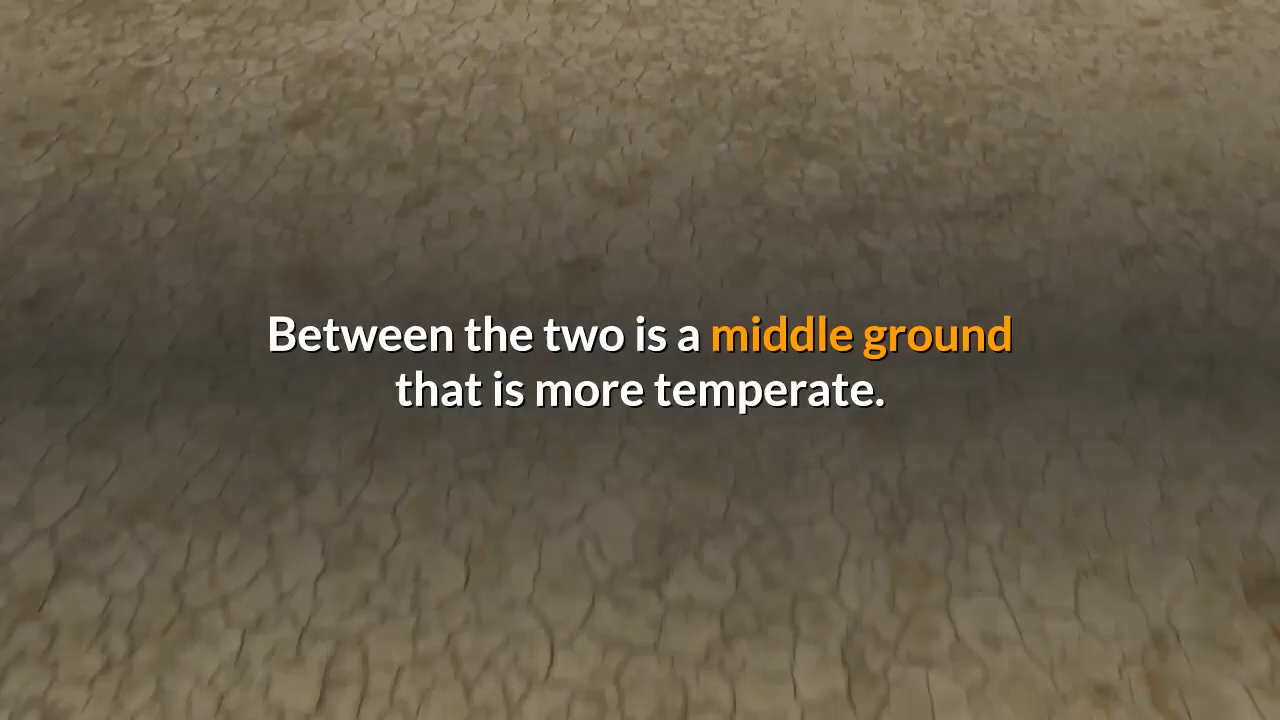 Between the two is a middle ground
that is more temperate.